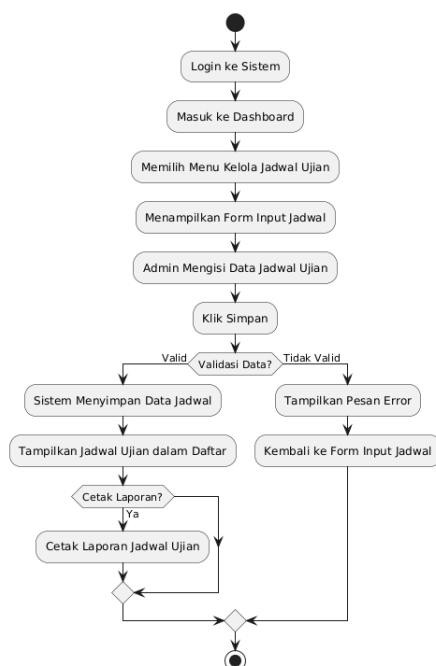 Login ke Sistem
Masuk ke Dashboard
Memilih Menu Kelola Jadwal Ujian
Menampilkan Form Input Jadwal
Admin Mengisi Data Jadwal Ujian
Klik Simpan
Valid
Validasi Data?
Tidak Valid
Sistem Menyimpan Data Jadwal
Tampilkan Pesan Error
Tampilkan Jadwal Ujian dalam Daftar
Kembali ke Form Input Jadwal
Cetak Laporan?
Ya
Cetak Laporan Jadwal Ujian